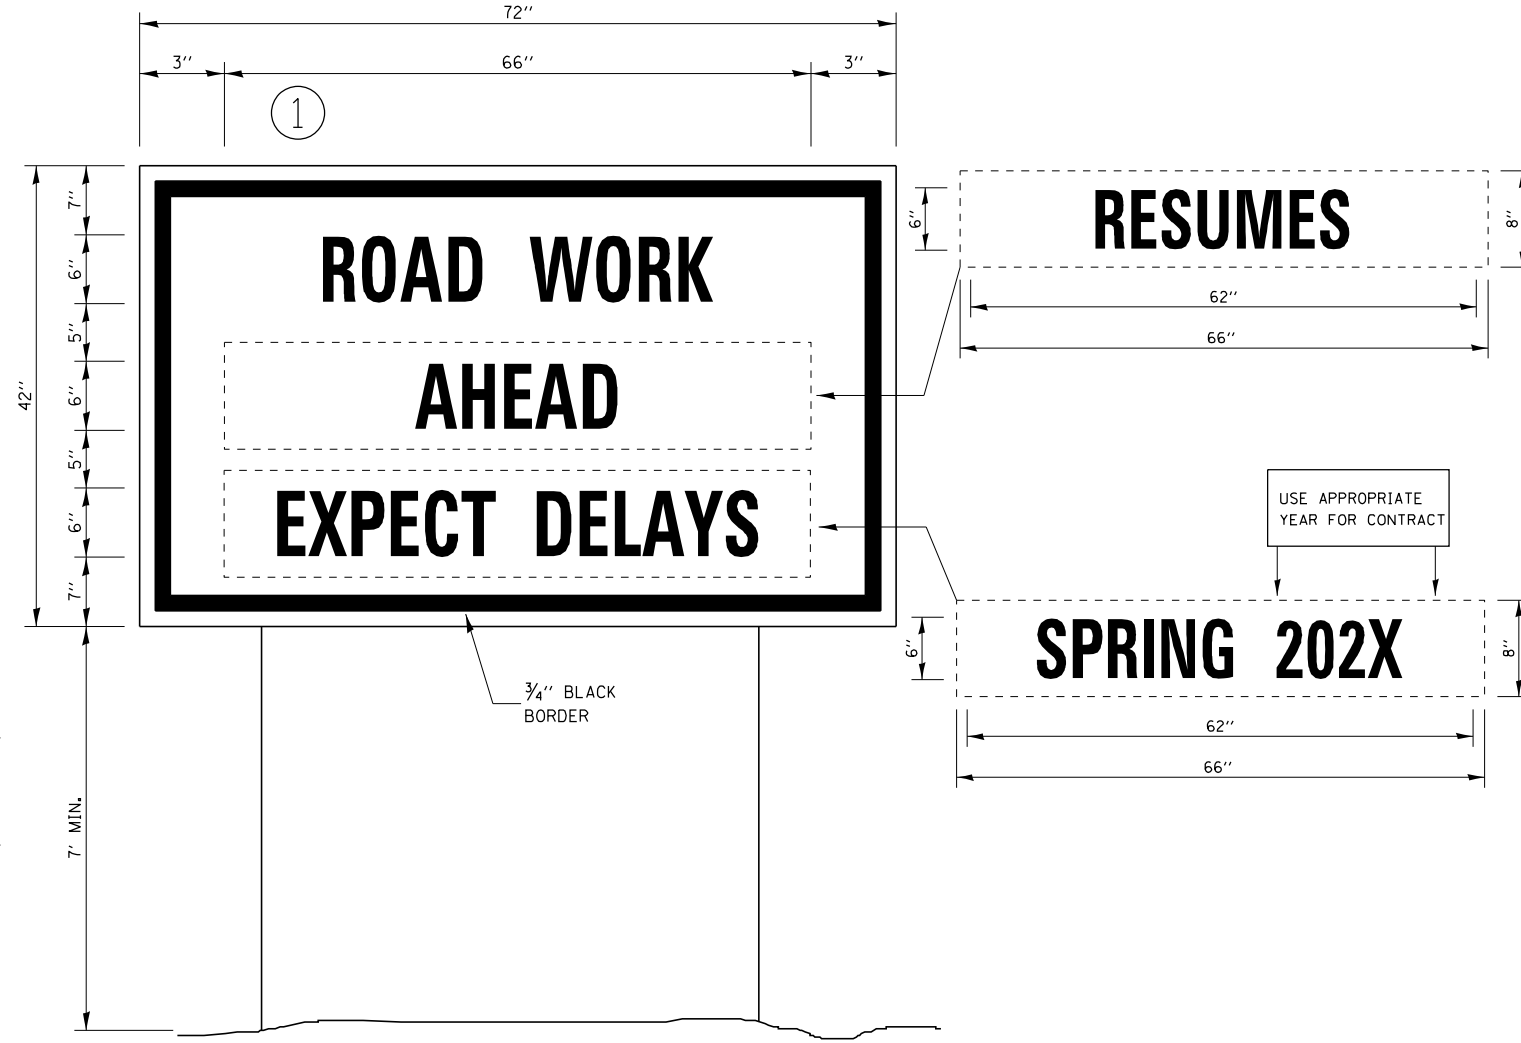 72''
3'' 66'' 3''
1
7''
6''
5''
6''
5''
6''
7''
42''
7' MIN.
ROAD WORK
AHEAD
EXPECT DELAYS
3/4'' BLACK
BORDER
6''
RESUMES
8''
62''
66''
USE APPROPRIATE
YEAR FOR CONTRACT
6''
SPRING 202X
8''
62''
66''